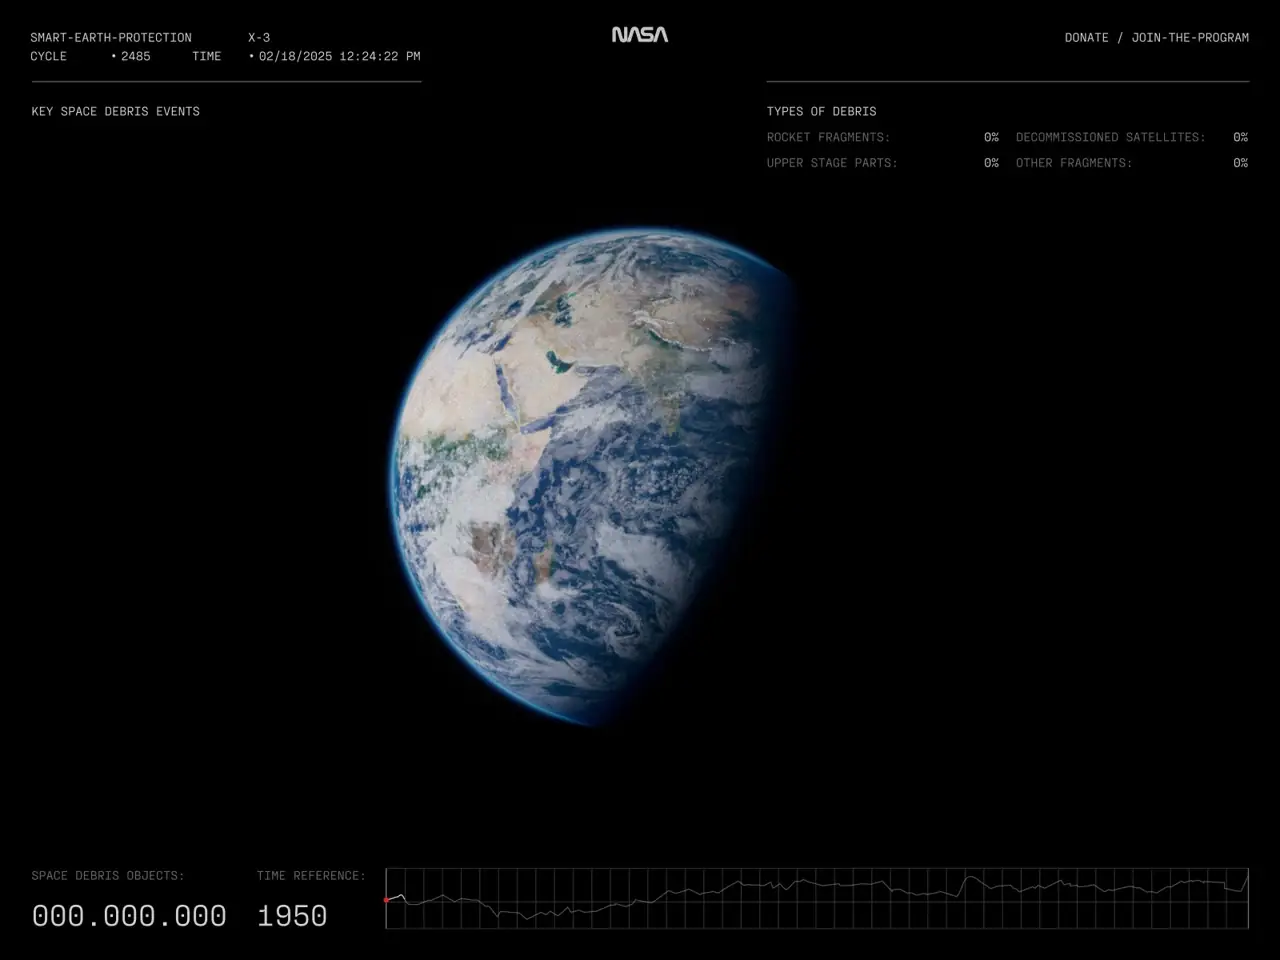 SMART-EARTH-PROTECTION X-3
CYCLE • 2485 TIME • 02/18/2025 12:24:22 PM
NASA
DONATE / JOIN-THE-PROGRAM
KEY SPACE DEBRIS EVENTS
TYPES OF DEBRIS
ROCKET FRAGMENTS: 0% DECOMMISSIONED SATELLITES: 0%
UPPER STAGE PARTS: 0% OTHER FRAGMENTS: 0%
SPACE DEBRIS OBJECTS: TIME REFERENCE:
000.000.000 1950